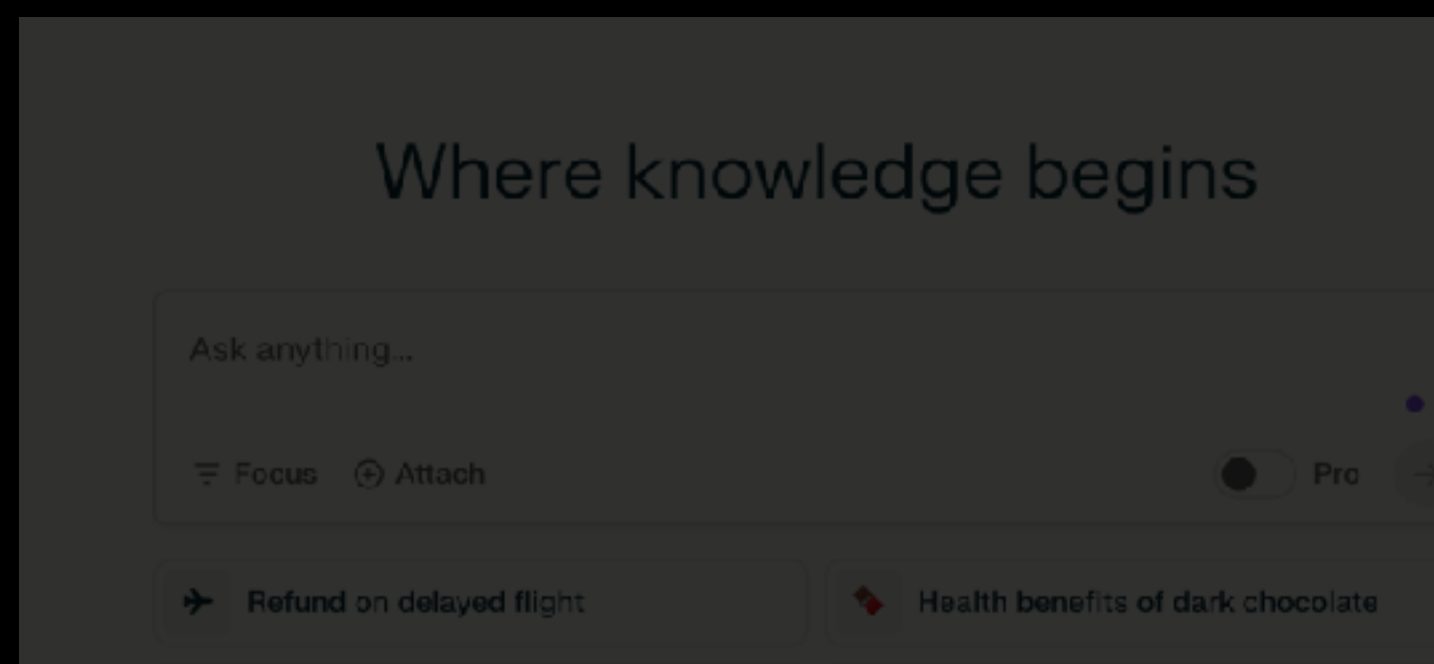 Where knowledge begins
Ask anything...
Focus Attach Pro
Refund on delayed flight Health benefits of dark chocolate